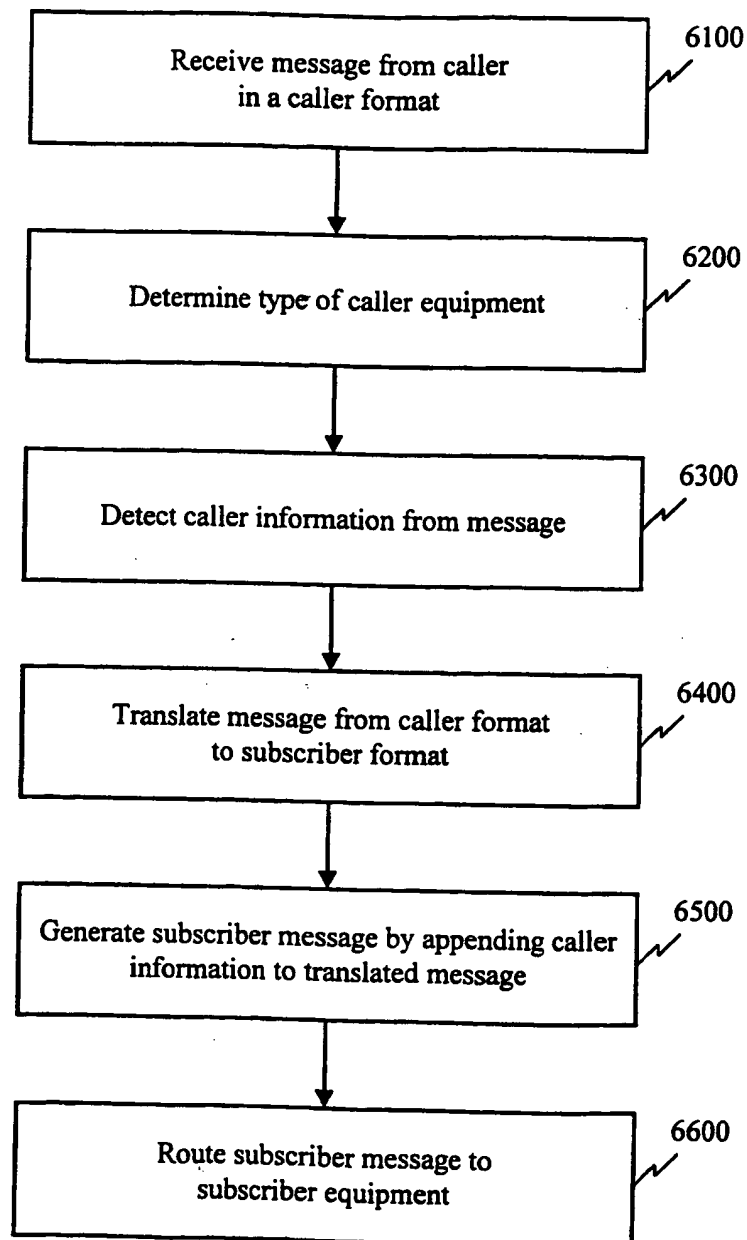 Receive message from caller
in a caller format
6100
Determine type of caller equipment
6200
Detect caller information from message
6300
Translate message from caller format
to subscriber format
6400
Generate subscriber message by appending caller
information to translated message
6500
Route subscriber message to
subscriber equipment
6600